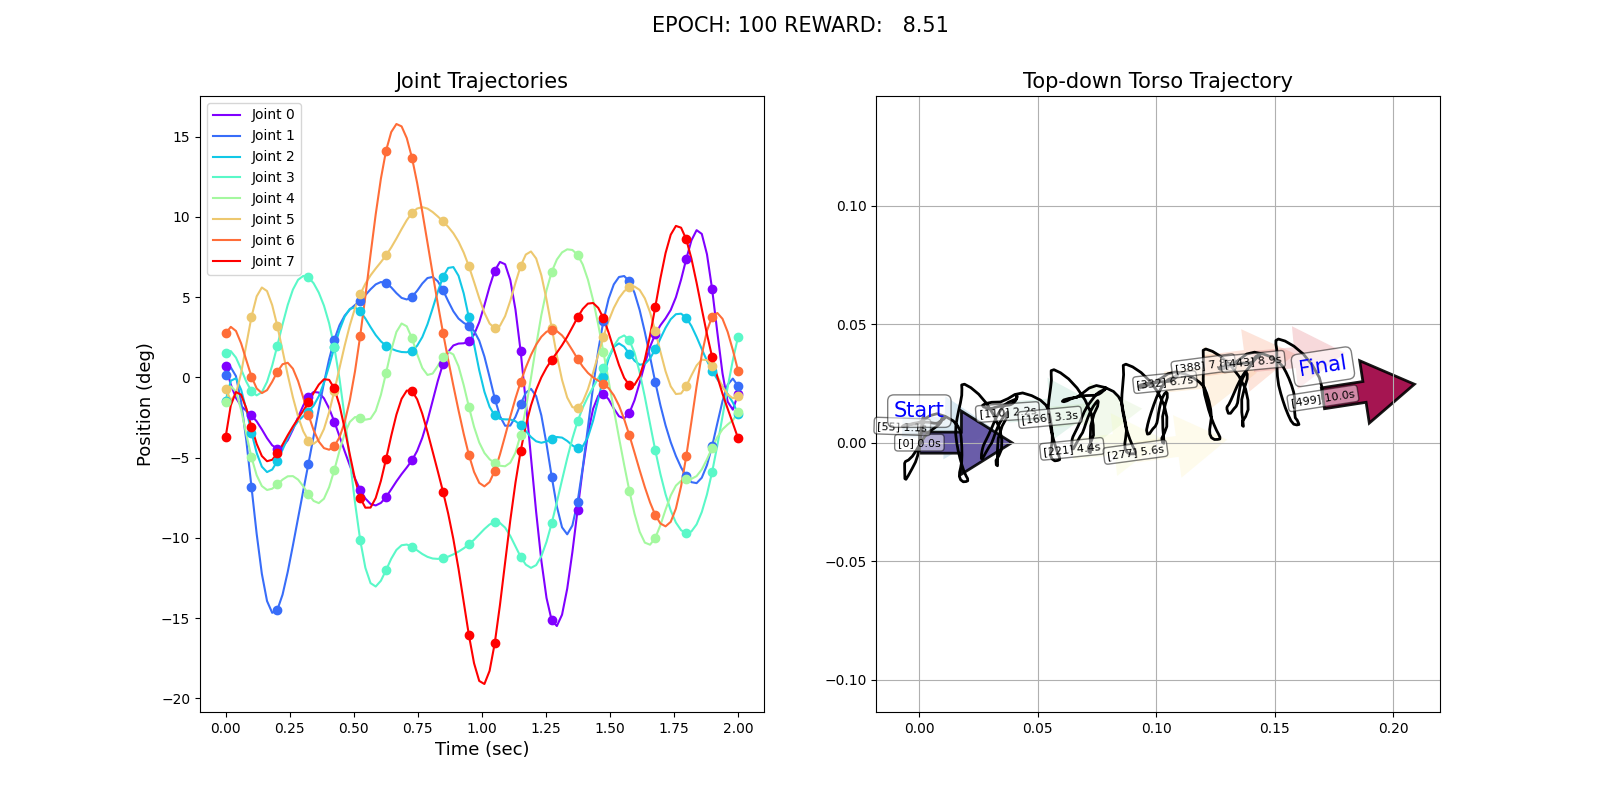 EPOCH: 100 REWARD:   8.51
Joint Trajectories
Joint 0
Joint 1
Joint 2
Joint 3
Joint 4
Joint 5
Joint 6
Joint 7
15
10
5
0
−5
−10
−15
−20
Position (deg)
0.00 0.25 0.50 0.75 1.00 1.25 1.50 1.75 2.00
Time (sec)
Top-down Torso Trajectory
0.10
0.05
0.00
−0.05
−0.10
Start
[55] 1.1s
[0] 0.0s
[110] 2.2s
[166] 3.3s
[221] 4.4s
[277] 5.6s
[332] 6.7s
[388] 7.
[443] 8.9s
Final
[499] 10.0s
0.00 0.05 0.10 0.15 0.20